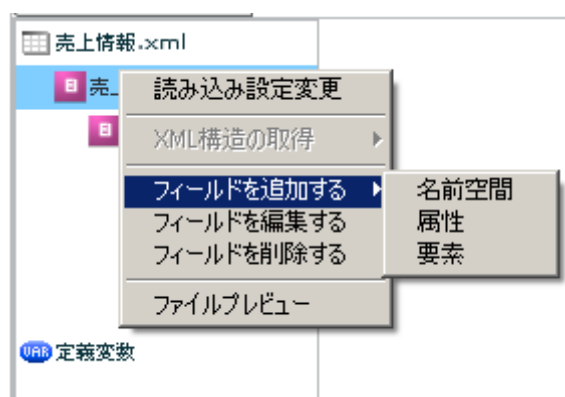 売上情報.xml
E 売
読み込み設定変更
E
XML構造の取得
フィールドを追加する
名前空間
フィールドを編集する
属性
フィールドを削除する
要素
ファイルプレビュー
VAR 定義変数